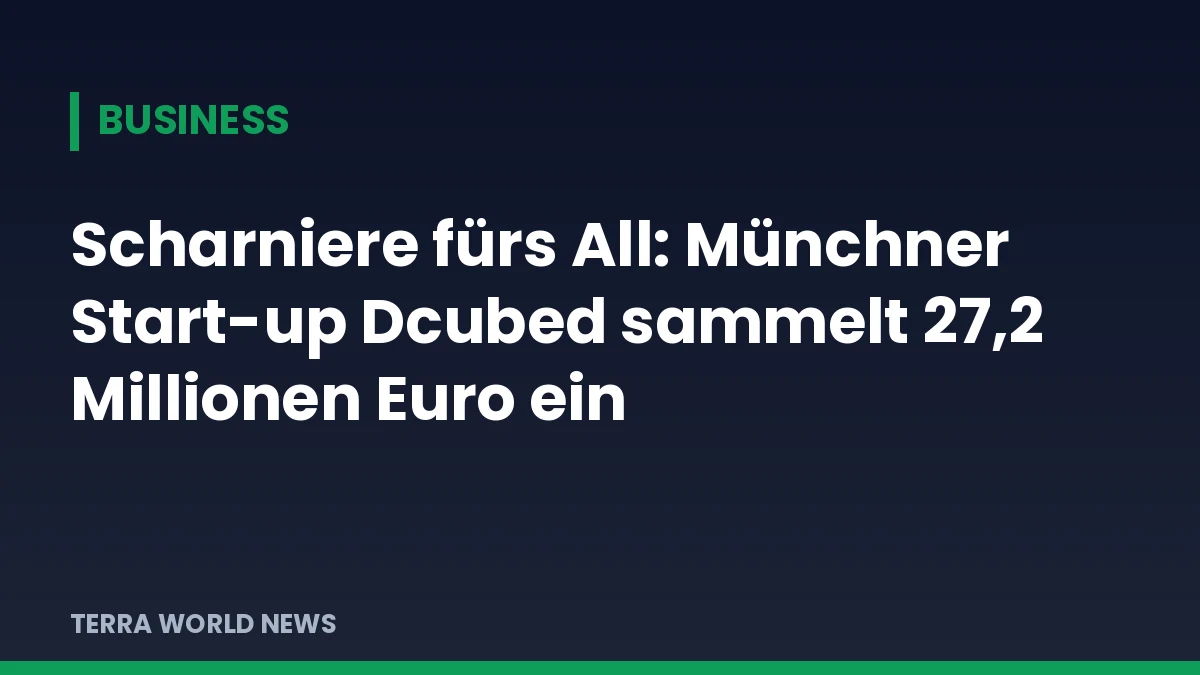 BUSINESS
Scharniere fürs All: Münchner
Start-up Dcubed sammelt 27,2
Millionen Euro ein
TERRA WORLD NEWS